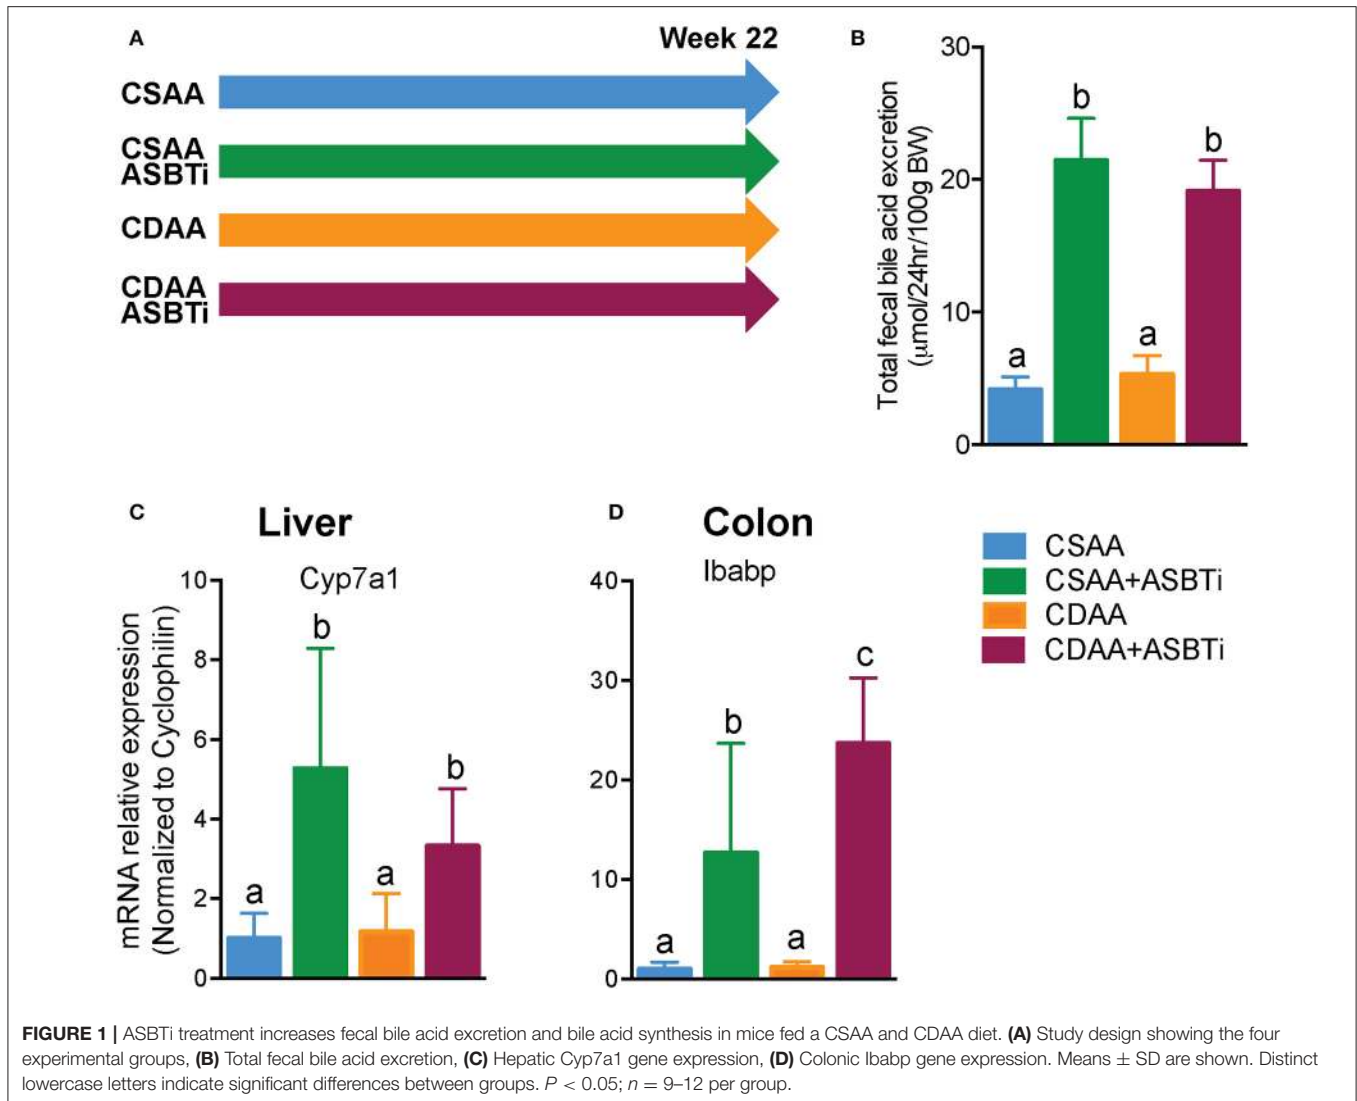 A
Week 22
CSAA
CSAA
ASBTi
CDAA
CDAA
ASBTi
B
Total fecal bile acid excretion
(μmol/24hr/100g BW)
30
20
10
0
a
b
a
b
C
Liver
Cyp7a1
mRNA relative expression
(Normalized to Cyclophilin)
10
8
6
4
2
0
a
b
a
b
D
Colon
Ibabp
40
30
20
10
0
a
b
a
c
CSAA
CSAA+ASBTi
CDAA
CDAA+ASBTi
FIGURE 1 | ASBTi treatment increases fecal bile acid excretion and bile acid synthesis in mice fed a CSAA and CDAA diet. (A) Study design showing the four
experimental groups, (B) Total fecal bile acid excretion, (C) Hepatic Cyp7a1 gene expression, (D) Colonic Ibabp gene expression. Means ± SD are shown. Distinct
lowercase letters indicate significant differences between groups. P < 0.05; n = 9–12 per group.